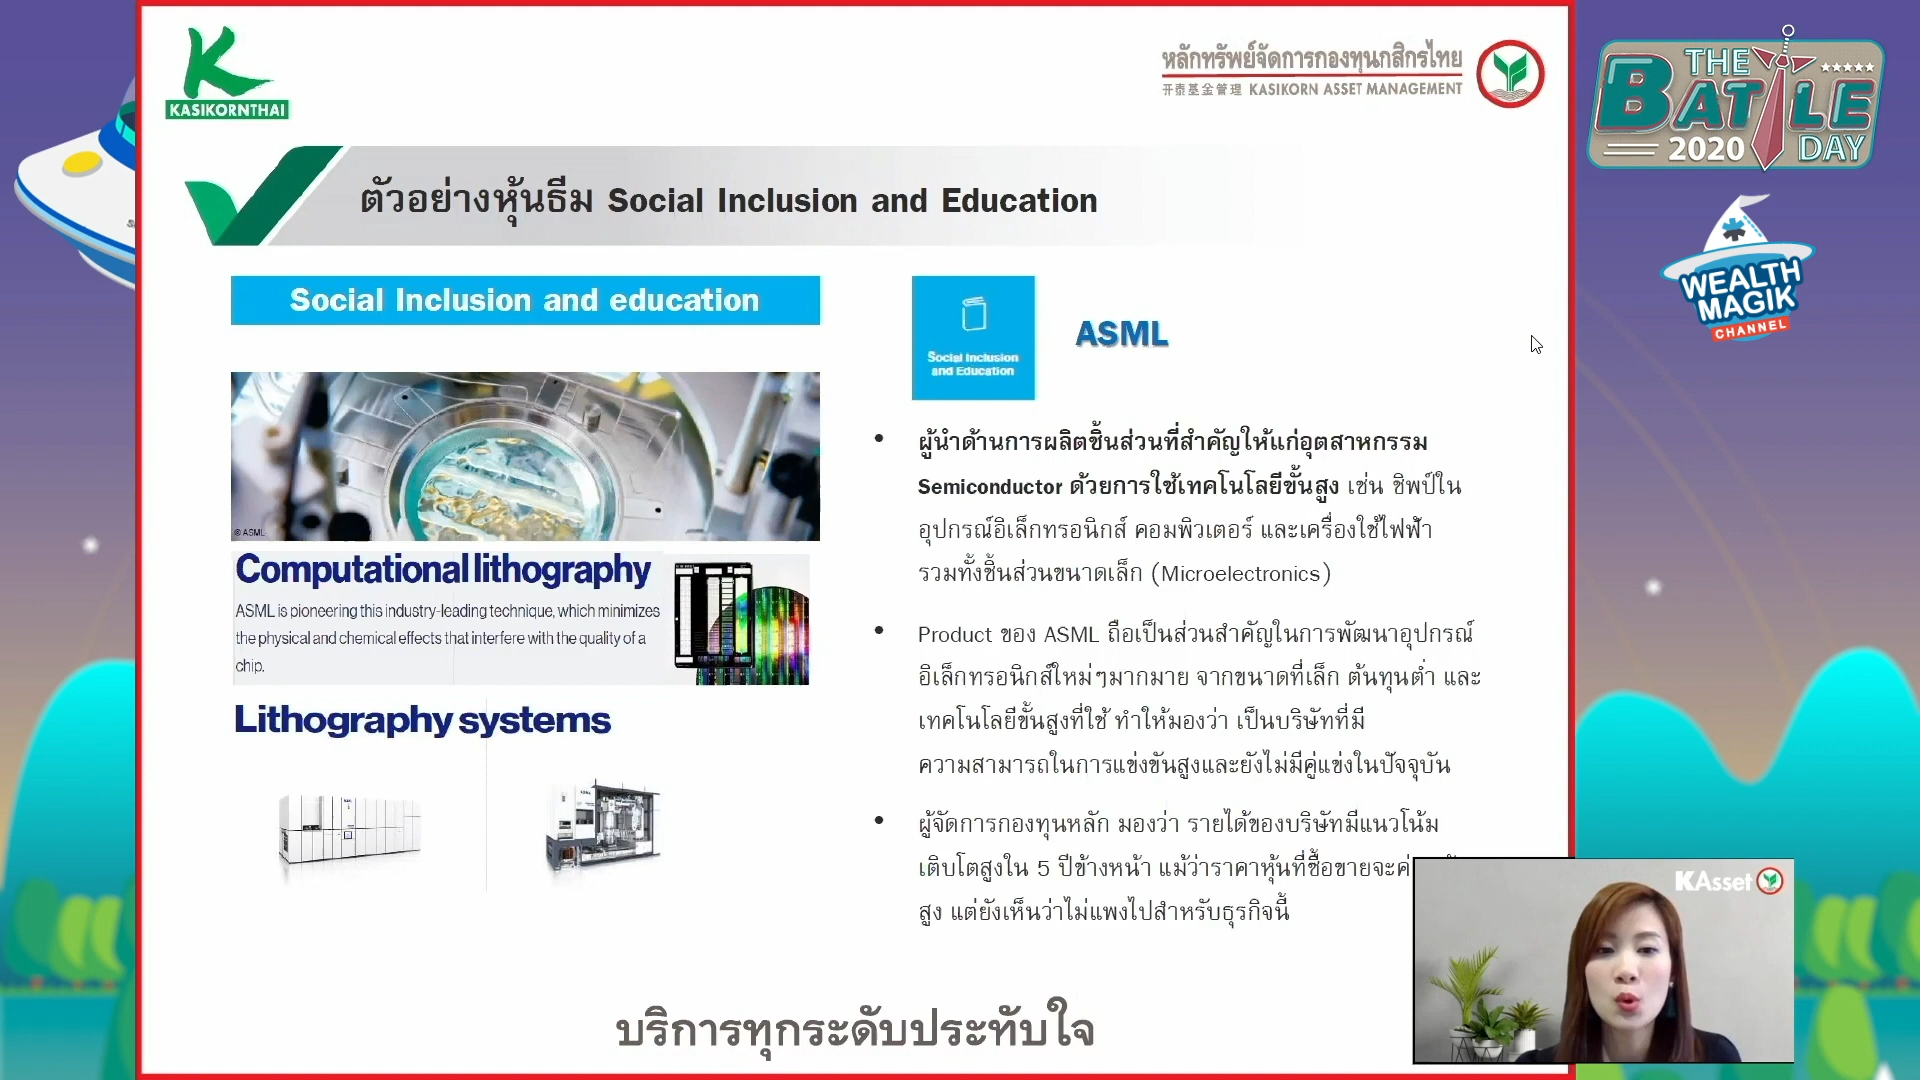 KASIKORNTHAI
หลักทรัพย์จัดการกองทุนกสิกรไทย
开泰基金管理 KASIKORN ASSET MANAGEMENT
THE
BATTLE
2020 DAY
WEALTH
MAGIK
CHANNEL
ตัวอย่างหุ้นธีม Social Inclusion and Education
Social Inclusion and education
© ASML
Computational lithography
ASML is pioneering this industry-leading technique, which minimizes
the physical and chemical effects that interfere with the quality of a
chip.
Lithography systems
Social Inclusion
and Education
ASML
• ผู้นำด้านการผลิตชิ้นส่วนที่สำคัญให้แก่อุตสาหกรรม
Semiconductor ด้วยการใช้เทคโนโลยีขั้นสูง เช่น ชิพป์ใน
อุปกรณ์อิเล็กทรอนิกส์ คอมพิวเตอร์ และเครื่องใช้ไฟฟ้า
รวมทั้งชิ้นส่วนขนาดเล็ก (Microelectronics)
• Product ของ ASML ถือเป็นส่วนสำคัญในการพัฒนาอุปกรณ์
อิเล็กทรอนิกส์ใหม่ๆมากมาย จากขนาดที่เล็ก ต้นทุนต่ำ และ
เทคโนโลยีขั้นสูงที่ใช้ ทำให้มองว่า เป็นบริษัทที่มี
ความสามารถในการแข่งขันสูงและยังไม่มีคู่แข่งในปัจจุบัน
• ผู้จัดการกองทุนหลัก มองว่า รายได้ของบริษัทมีแนวโน้ม
เติบโตสูงใน 5 ปีข้างหน้า แม้ว่าราคาหุ้นที่ซื้อขายจะ
สูง แต่ยังเห็นว่าไม่แพงไปสำหรับธุรกิจนี้
KAsset
บริการทุกระดับประทับใจ